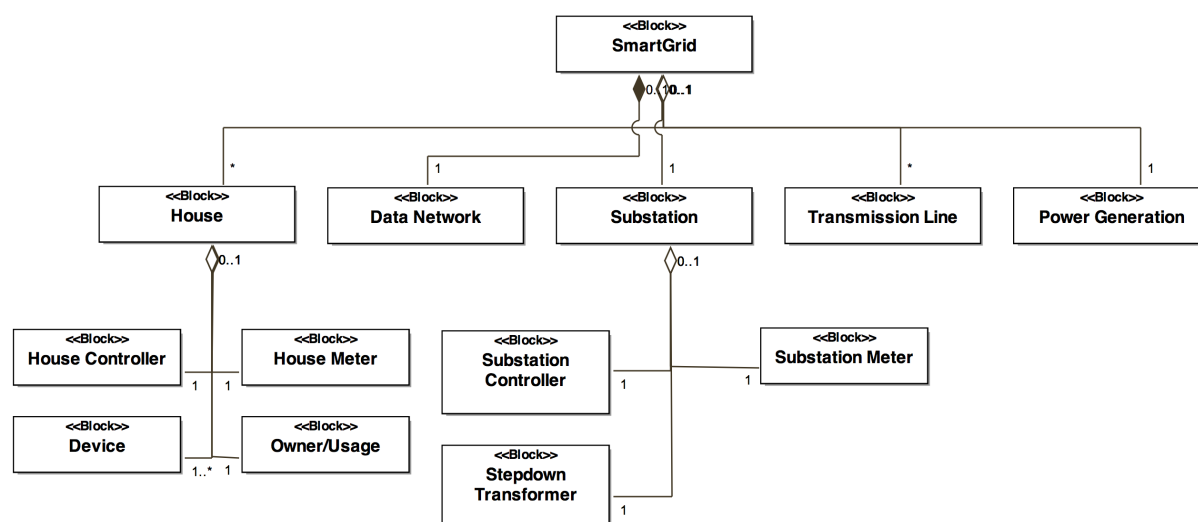 <<Block>>
SmartGrid
0..1
0..1
*
1
1
*
1
<<Block>>
House
<<Block>>
Data Network
<<Block>>
Substation
<<Block>>
Transmission Line
<<Block>>
Power Generation
0..1
0..1
<<Block>>
House Controller
<<Block>>
House Meter
<<Block>>
Substation
Controller
<<Block>>
Substation Meter
1
1
1
1
<<Block>>
Device
<<Block>>
Owner/Usage
1..*
1
<<Block>>
Stepdown
Transformer
1